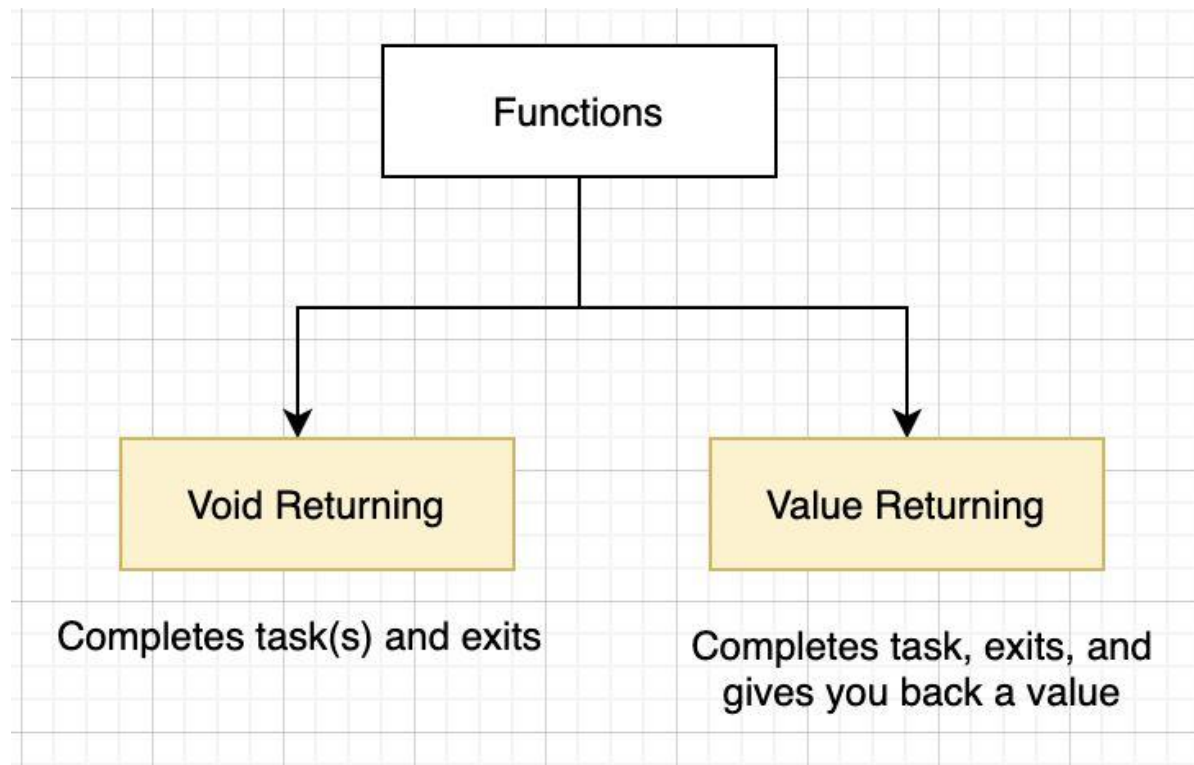 Functions
Void Returning
Value Returning
Completes task(s) and exits
Completes task, exits, and
gives you back a value